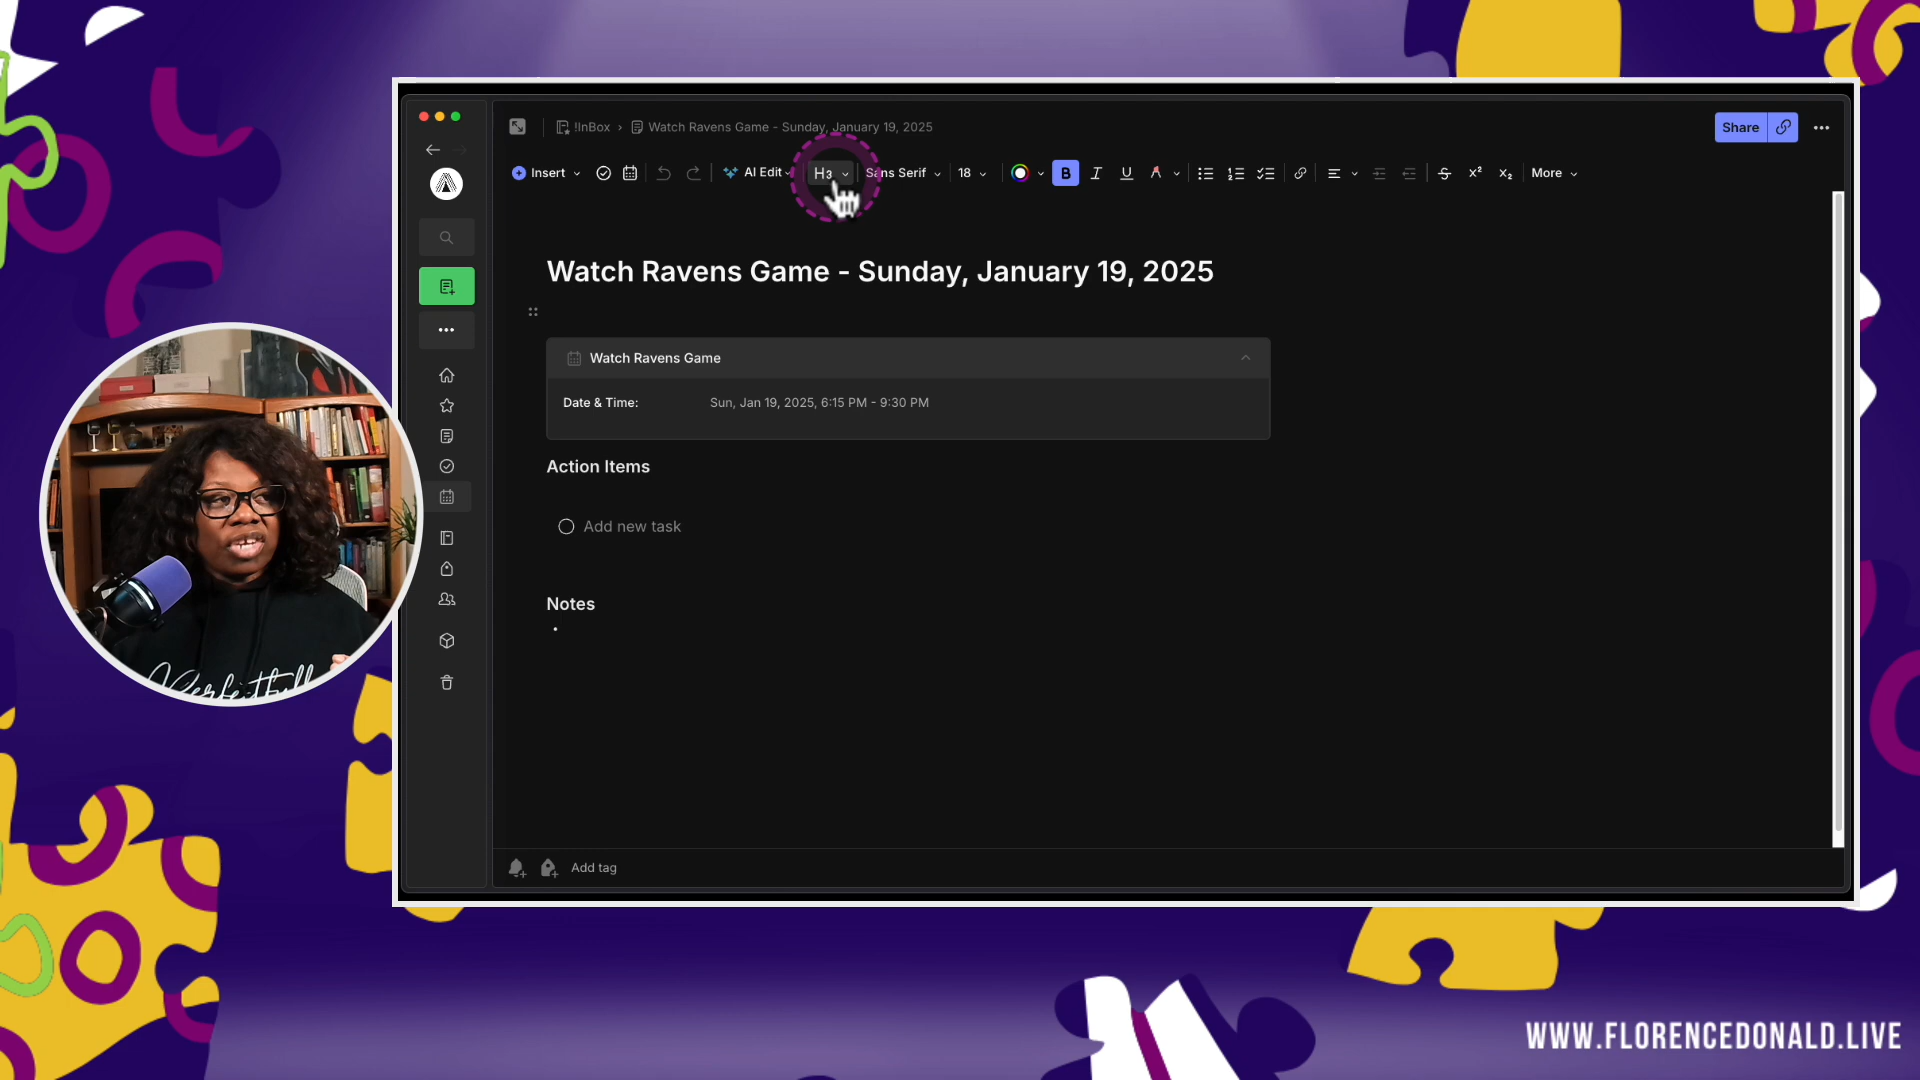 !InBox › Watch Ravens Game - Sunday, January 19, 2025
Share
Insert
AI Edit
H3
Sans Serif
18
B
I
U
A
S
x²
x₂
More
Watch Ravens Game - Sunday, January 19, 2025
Watch Ravens Game
Date & Time: Sun, Jan 19, 2025, 6:15 PM - 9:30 PM
Action Items
Add new task
Notes
Add tag
WWW.FLORENCEDONALD.LIVE